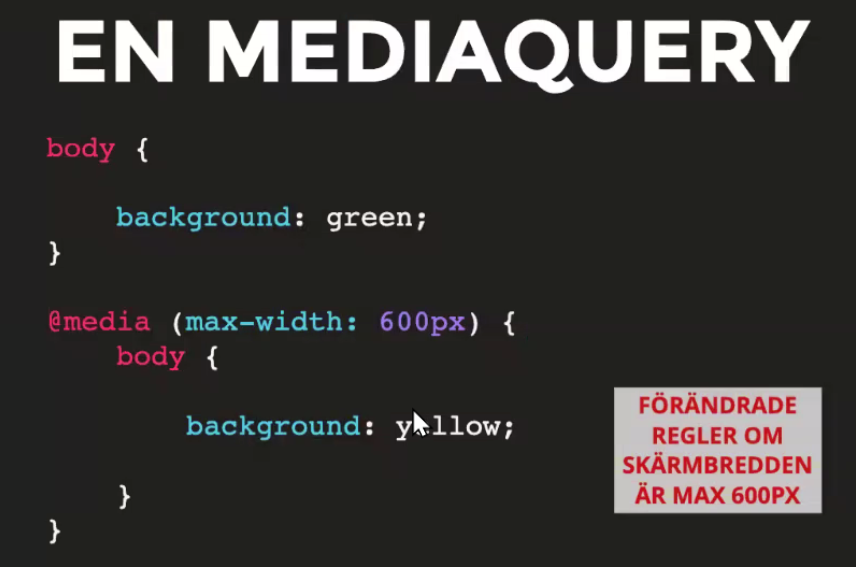 EN MEDIAQUERY
body {
background: green;
}
@media (max-width: 600px) {
body {
background: yellow;
}
}
FÖRÄNDRADE
REGLER OM
SKÄRMBREDDEN
ÄR MAX 600PX